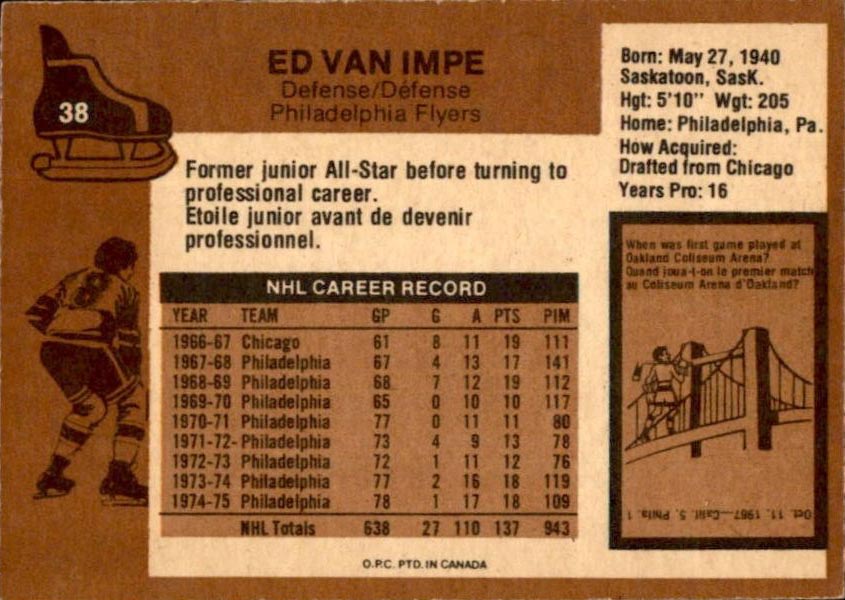 38
ED VAN IMPE
Defense/Défense
Philadelphia Flyers
Born: May 27, 1940
Saskatoon, SasK.
Hgt: 5'10" Wgt: 205
Home: Philadelphia, Pa.
How Acquired:
Drafted from Chicago
Years Pro: 16
Former junior All-Star before turning to
professional career.
Etoile junior avant de devenir
professionnel.
NHL CAREER RECORD
YEAR TEAM GP G A PTS PIM
1966-67 Chicago 61 8 11 19 111
1967-68 Philadelphia 67 4 13 17 141
1968-69 Philadelphia 68 7 12 19 112
1969-70 Philadelphia 65 0 10 10 117
1970-71 Philadelphia 77 0 11 11 80
1971-72- Philadelphia 73 4 9 13 78
1972-73 Philadelphia 72 1 11 12 76
1973-74 Philadelphia 77 2 16 18 119
1974-75 Philadelphia 78 1 17 18 109
NHL Totals 638 27 110 137 943
When was first game played at
Oakland Coliseum Arena?
Quand joua-t-on le premier match
au Coliseum Arena d'Oakland?
Oct. 11, 1967—Calif. 5, Phila. 1
O.P.C. PTD. IN CANADA